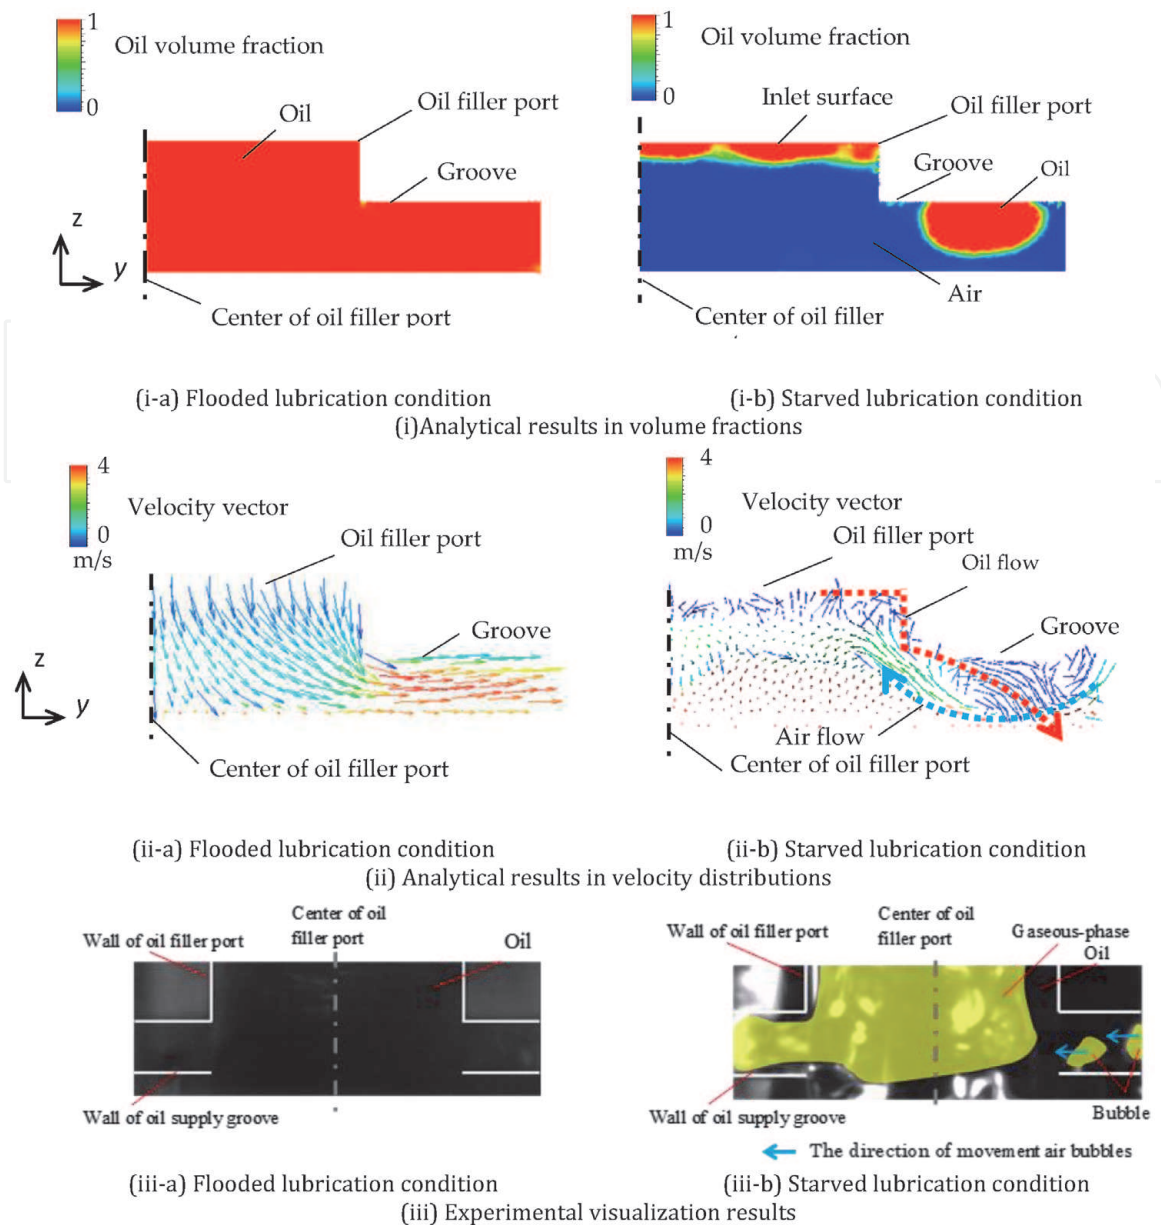 1
Oil volume fraction
0
Oil
Oil filler port
Groove
z
y
Center of oil filler port
1
Oil volume fraction
0
Inlet surface
Oil filler port
Groove
Oil
Air
Center of oil filler
(i-a) Flooded lubrication condition
(i-b) Starved lubrication condition
(i)Analytical results in volume fractions
4
Velocity vector
0
m/s
Oil filler port
Groove
z
y
Center of oil filler port
4
Velocity vector
0
m/s
Oil filler port
Oil flow
Groove
Air flow
Center of oil filler port
(ii-a) Flooded lubrication condition
(ii-b) Starved lubrication condition
(ii) Analytical results in velocity distributions
Center of oil
filler port
Wall of oil filler port
Oil
Wall of oil supply groove
Center of oil
filler port
Wall of oil filler port
Gaseous-phase
Oil
Wall of oil supply groove
Bubble
The direction of movement air bubbles
(iii-a) Flooded lubrication condition
(iii-b) Starved lubrication condition
(iii) Experimental visualization results